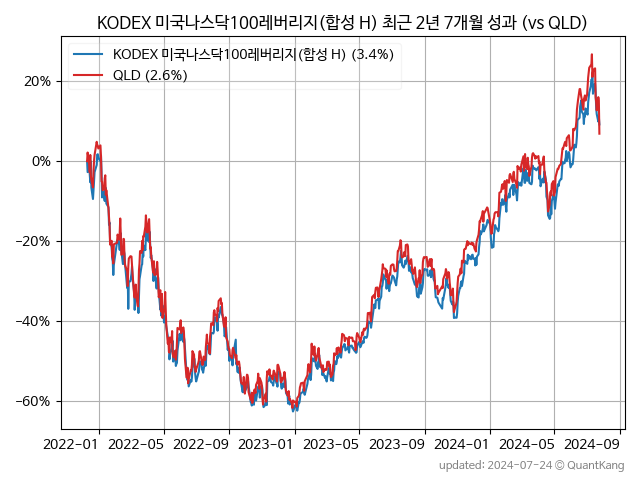 KODEX 미국나스닥100레버리지(합성 H) 최근 2년 7개월 성과 (vs QLD)
KODEX 미국나스닥100레버리지(합성 H) (3.4%)
QLD (2.6%)
20%
0%
−20%
−40%
−60%
2022-01 2022-05 2022-09 2023-01 2023-05 2023-09 2024-01 2024-05 2024-09
updated: 2024-07-24 © QuantKang